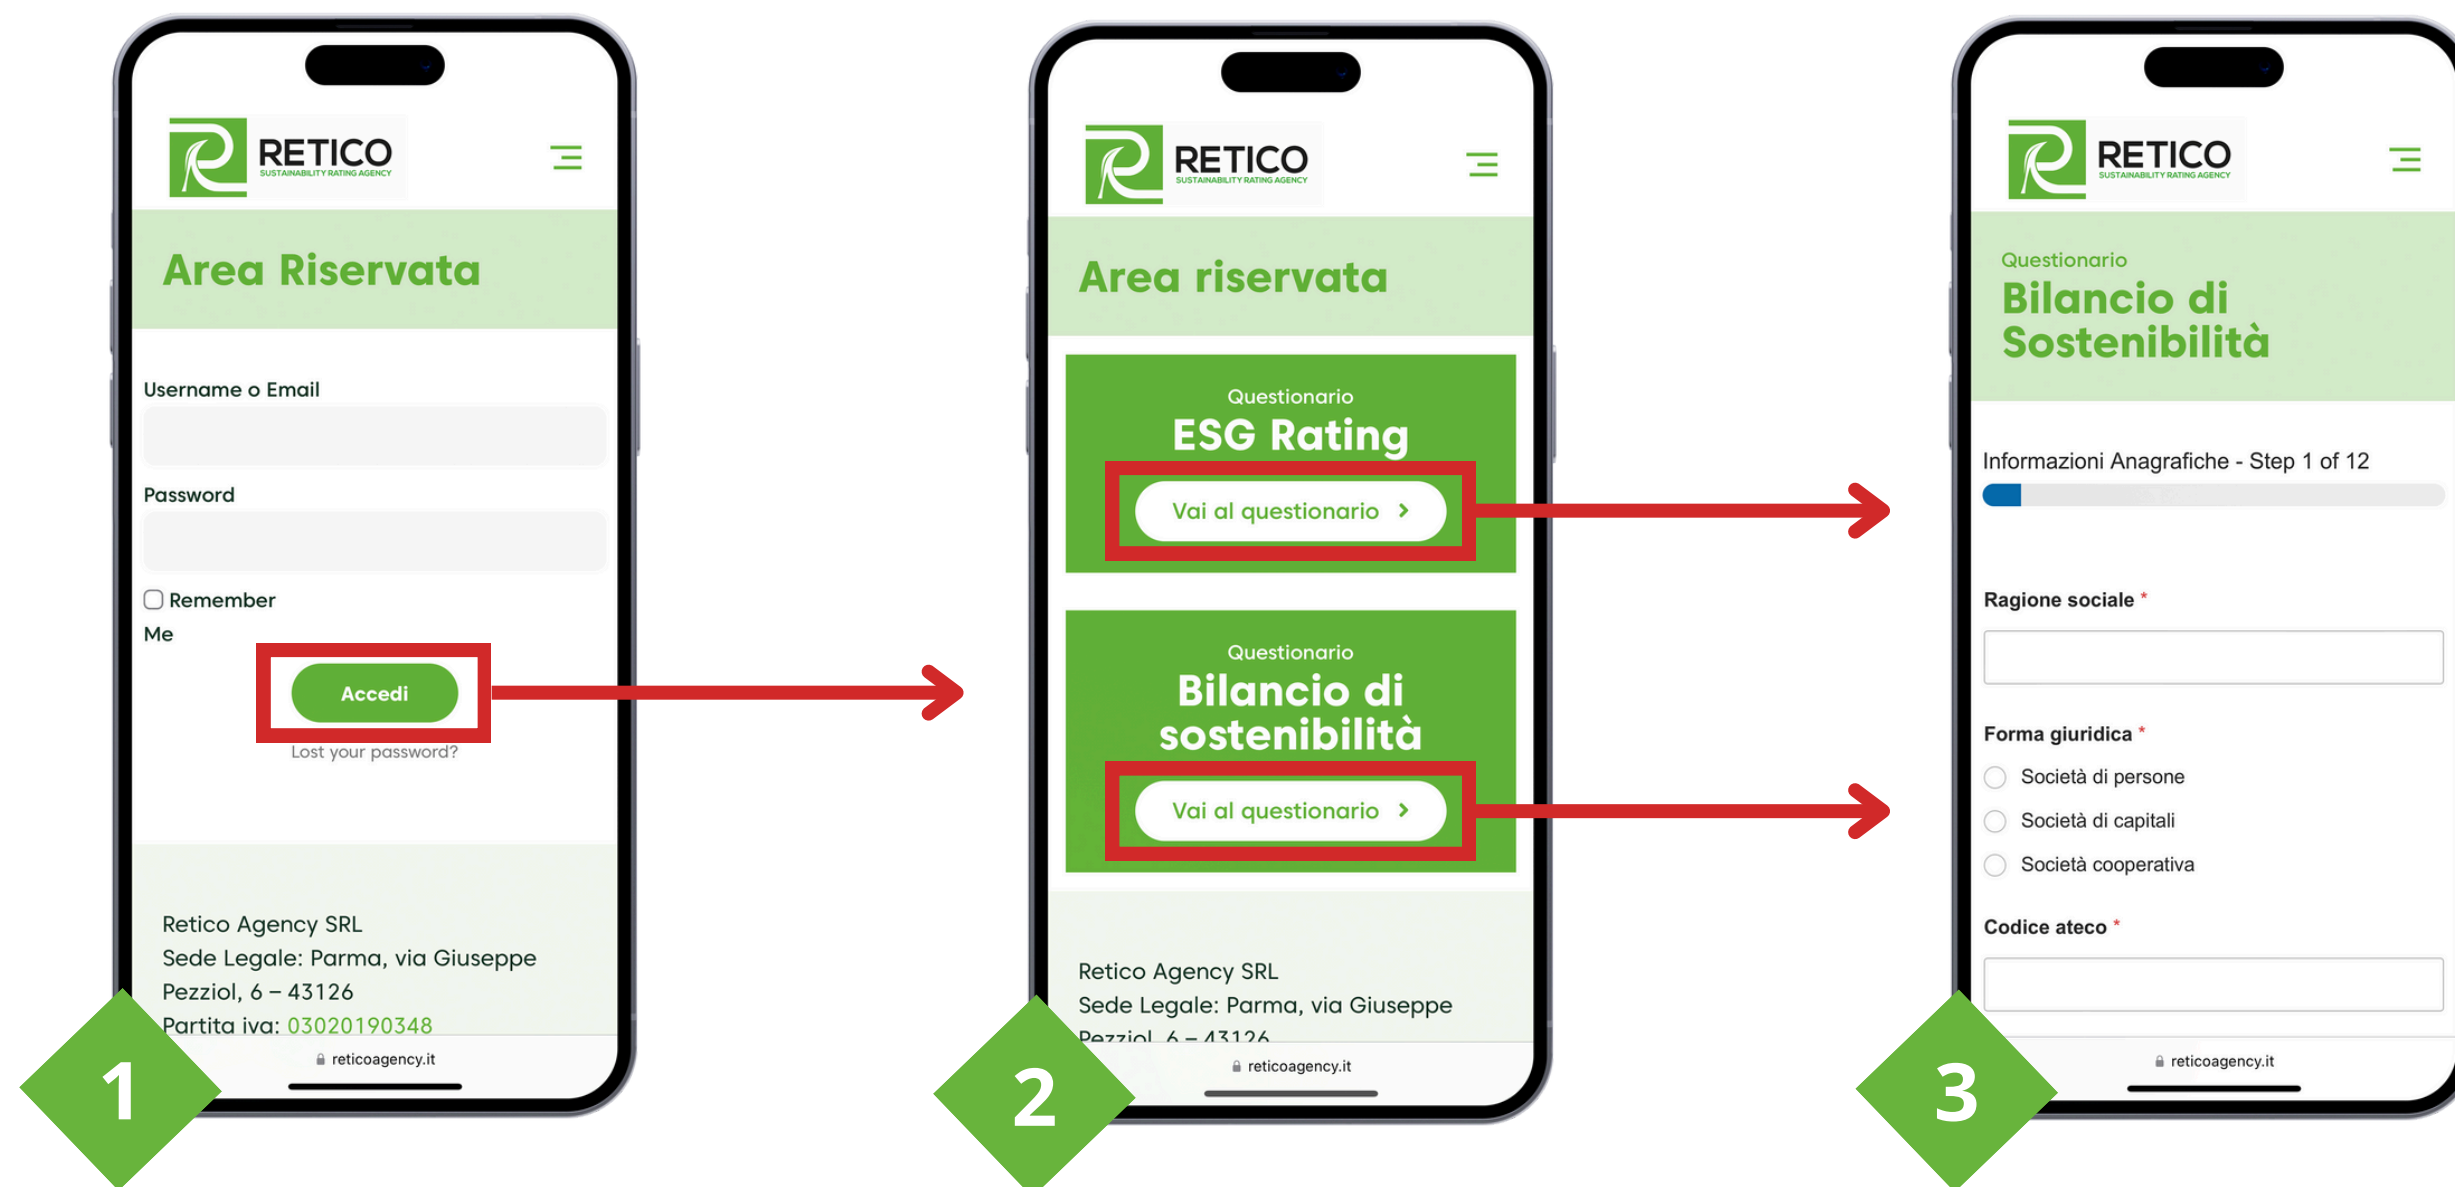 RETICO
SUSTAINABILITY RATING AGENCY
Area Riservata
Username o Email
Password
Remember
Me
Accedi
Lost your password?
Retico Agency SRL
Sede Legale: Parma, via Giuseppe
Pezziol, 6 – 43126
Partita iva: 03020190348
reticoagency.it
1
RETICO
SUSTAINABILITY RATING AGENCY
Area riservata
Questionario
ESG Rating
Vai al questionario
Questionario
Bilancio di
sostenibilità
Vai al questionario
Retico Agency SRL
Sede Legale: Parma, via Giuseppe
Pezziol, 6 – 43126
reticoagency.it
2
RETICO
SUSTAINABILITY RATING AGENCY
Questionario
Bilancio di
Sostenibilità
Informazioni Anagrafiche - Step 1 of 12
Ragione sociale *
Forma giuridica *
Società di persone
Società di capitali
Società cooperativa
Codice ateco *
reticoagency.it
3